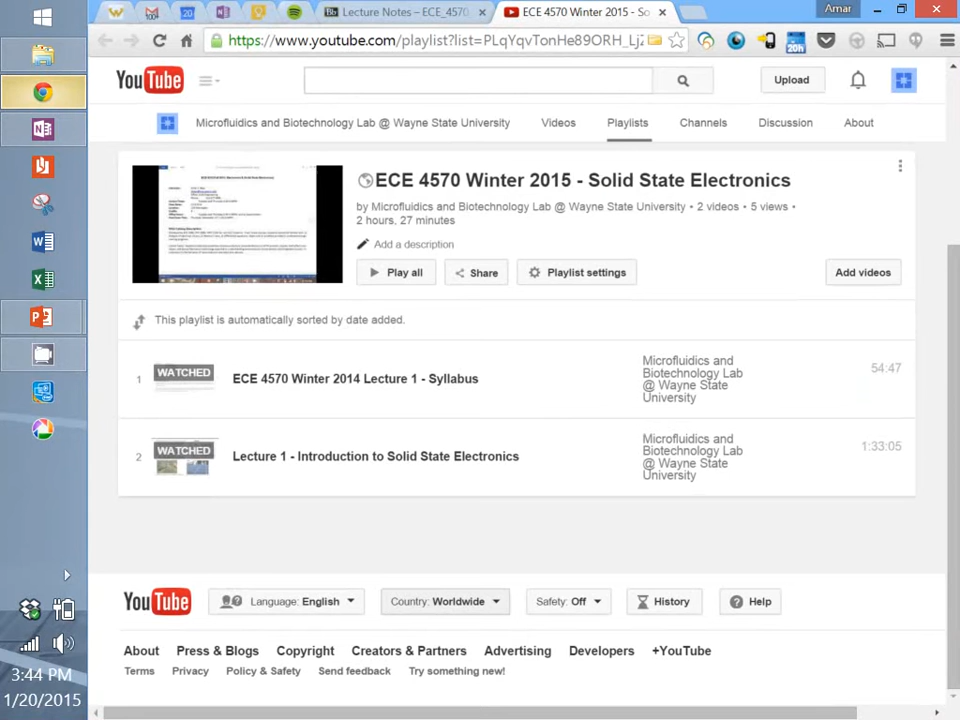 Lecture Notes – ECE_4570
ECE 4570 Winter 2015 - So
Amar
https://www.youtube.com/playlist?list=PLqYqvTonHe89ORH_Lj
20h
YouTube
Upload
Microfluidics and Biotechnology Lab @ Wayne State University
Videos
Playlists
Channels
Discussion
About
ECE 4570 Winter 2015 - Solid State Electronics
by Microfluidics and Biotechnology Lab @ Wayne State University • 2 videos • 5 views •
2 hours, 27 minutes
Add a description
Play all
Share
Playlist settings
Add videos
This playlist is automatically sorted by date added.
1
WATCHED
ECE 4570 Winter 2014 Lecture 1 - Syllabus
Microfluidics and
Biotechnology Lab
@ Wayne State
University
54:47
2
WATCHED
Lecture 1 - Introduction to Solid State Electronics
Microfluidics and
Biotechnology Lab
@ Wayne State
University
1:33:05
YouTube
Language: English
Country: Worldwide
Safety: Off
History
Help
About
Press & Blogs
Copyright
Creators & Partners
Advertising
Developers
+YouTube
Terms
Privacy
Policy & Safety
Send feedback
Try something new!
3:44 PM
1/20/2015